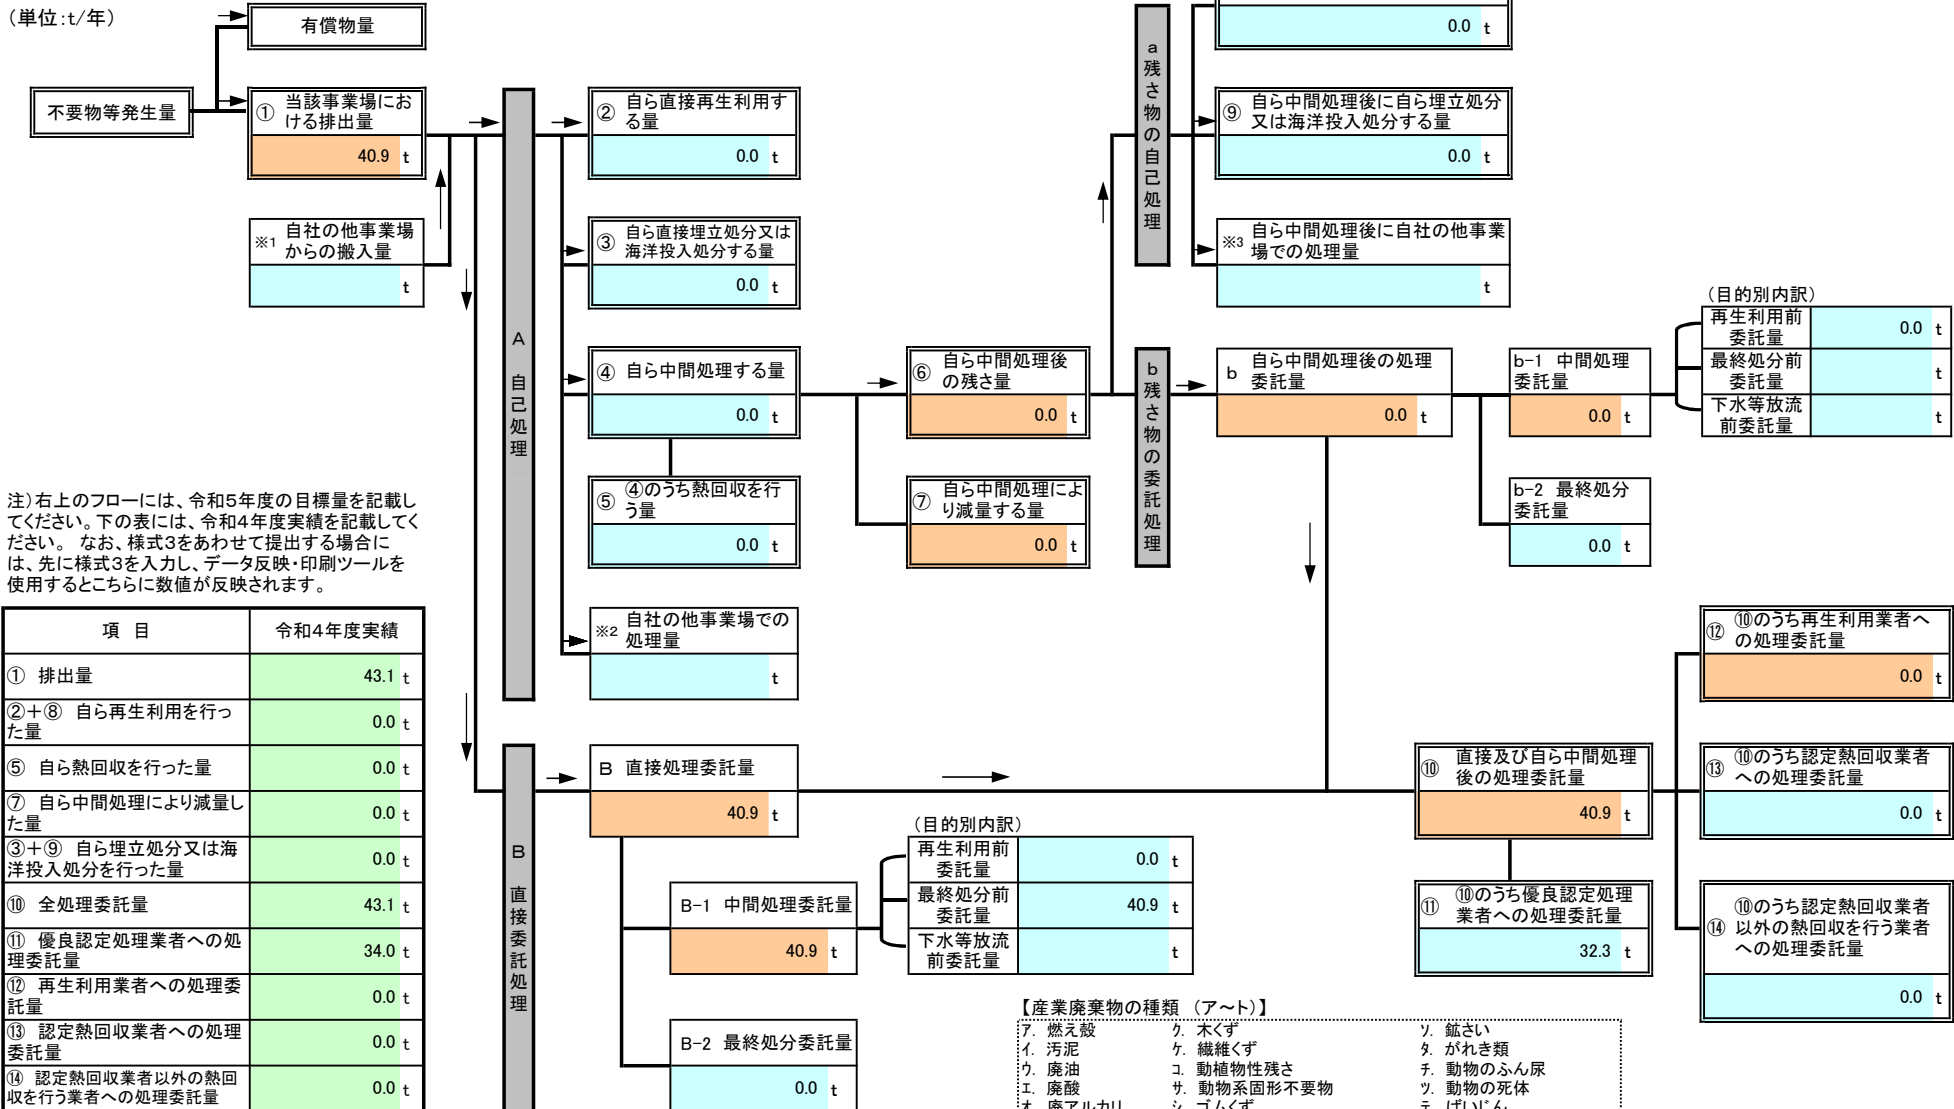 （単位:t/年）
有償物量
不要物等発生量
① 当該事業場にお
ける排出量
40.9 t
※1 自社の他事業場
からの搬入量
t
A 自己処理
② 自ら直接再生利用す
る量
0.0 t
③ 自ら直接埋立処分又は
海洋投入処分する量
0.0 t
④ 自ら中間処理する量
0.0 t
⑤ ④のうち熱回収を行
う量
0.0 t
※2 自社の他事業場での
処理量
t
⑥ 自ら中間処理後
の残さ量
0.0 t
⑦ 自ら中間処理によ
り減量する量
0.0 t
a 残さ物の自己処理
0.0 t
⑨ 自ら中間処理後に自ら埋立処分
又は海洋投入処分する量
0.0 t
※3 自ら中間処理後に自社の他事業
場での処理量
t
b 残さ物の委託処理
b 自ら中間処理後の処理
委託量
0.0 t
b-1 中間処理
委託量
0.0 t
b-2 最終処分
委託量
0.0 t
（目的別内訳）
再生利用前
委託量
0.0 t
最終処分前
委託量
t
下水等放流
前委託量
t
注）右上のフローには、令和5年度の目標量を記載し
てください。下の表には、令和4年度実績を記載してく
ださい。 なお、様式3をあわせて提出する場合に
は、先に様式3を入力し、データ反映・印刷ツールを
使用するとこちらに数値が反映されます。
項 目 令和4年度実績
① 排出量 43.1 t
②＋⑧ 自ら再生利用を行っ
た量
0.0 t
⑤ 自ら熱回収を行った量 0.0 t
⑦ 自ら中間処理により減量し
た量
0.0 t
③＋⑨ 自ら埋立処分又は海
洋投入処分を行った量
0.0 t
⑩ 全処理委託量 43.1 t
⑪ 優良認定処理業者への処
理委託量
34.0 t
⑫ 再生利用業者への処理委
託量
0.0 t
⑬ 認定熱回収業者への処理
委託量
0.0 t
⑭ 認定熱回収業者以外の熱回
収を行う業者への処理委託量
0.0 t
B 直接委託処理
B 直接処理委託量
40.9 t
B-1 中間処理委託量
40.9 t
B-2 最終処分委託量
0.0 t
（目的別内訳）
再生利用前
委託量
0.0 t
最終処分前
委託量
40.9 t
下水等放流
前委託量
t
⑩ 直接及び自ら中間処理
後の処理委託量
40.9 t
⑪ ⑩のうち優良認定処理
業者への処理委託量
32.3 t
⑫ ⑩のうち再生利用業者へ
の処理委託量
0.0 t
⑬ ⑩のうち認定熱回収業者
への処理委託量
0.0 t
⑭ ⑩のうち認定熱回収業者
以外の熱回収を行う業者
への処理委託量
0.0 t
【産業廃棄物の種類 （ア～ト）】
ア. 燃え殻 ク. 木くず ソ. 鉱さい
イ. 汚泥 ケ. 繊維くず タ. がれき類
ウ. 廃油 コ. 動植物性残さ チ. 動物のふん尿
エ. 廃酸 サ. 動物系固形不要物 ツ. 動物の死体
オ. 廃アルカリ シ. ゴムくず テ. ばいじん